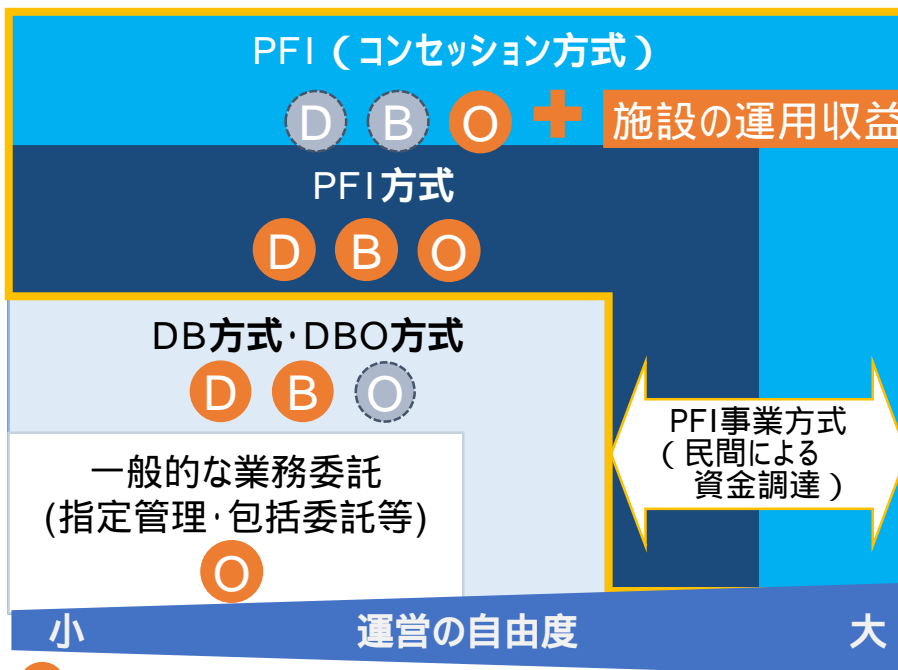 PFI(コンセッション方式)
D B O + 施設の運用収益
PFI方式
D B O
DB方式・DBO方式
D B O
一般的な業務委託
(指定管理・包括委託等)
O
PFI事業方式
(民間による
資金調達)
小 運営の自由度 大